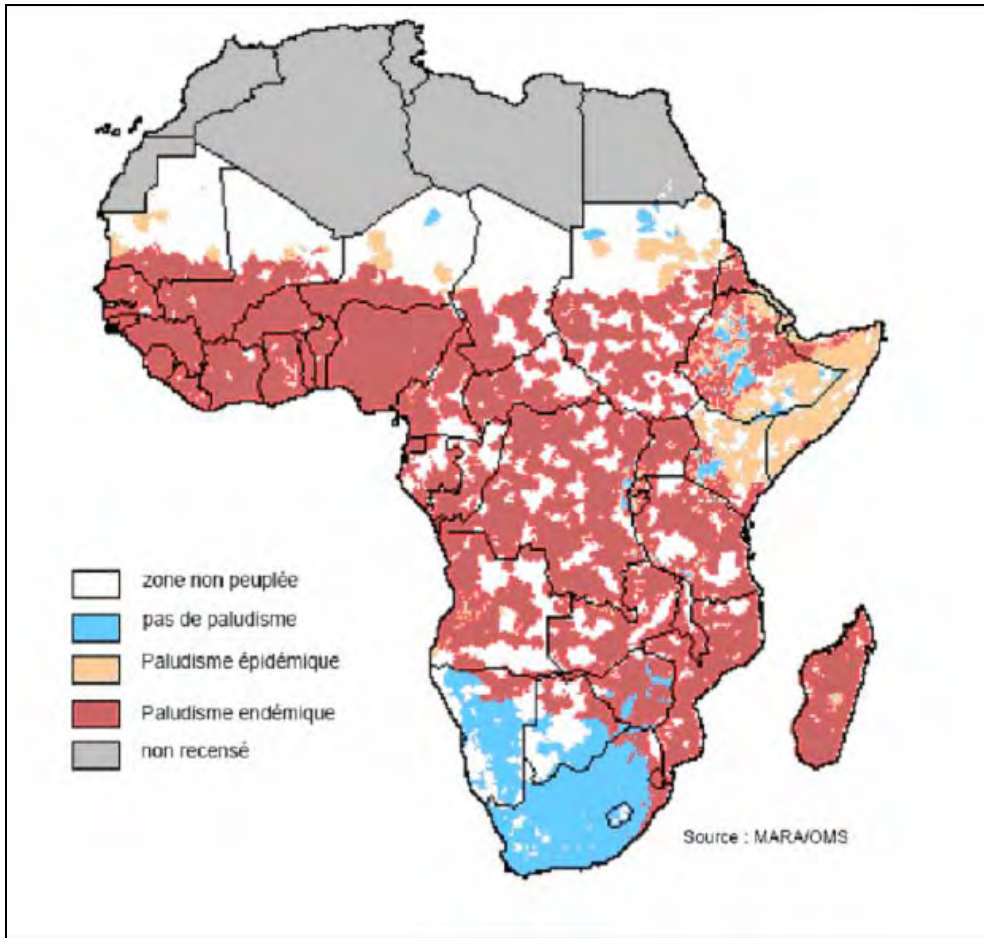 zone non peuplée
pas de paludisme
Paludisme épidémique
Paludisme endémique
non recensé
Source : MARA/OMS